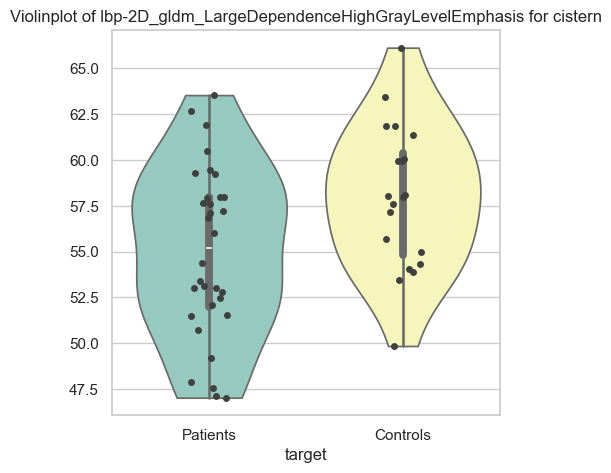 Violinplot of lbp-2D_gldm_LargeDependenceHighGrayLevelEmphasis for cistern
65.0
62.5
60.0
57.5
55.0
52.5
50.0
47.5
Patients Controls
target